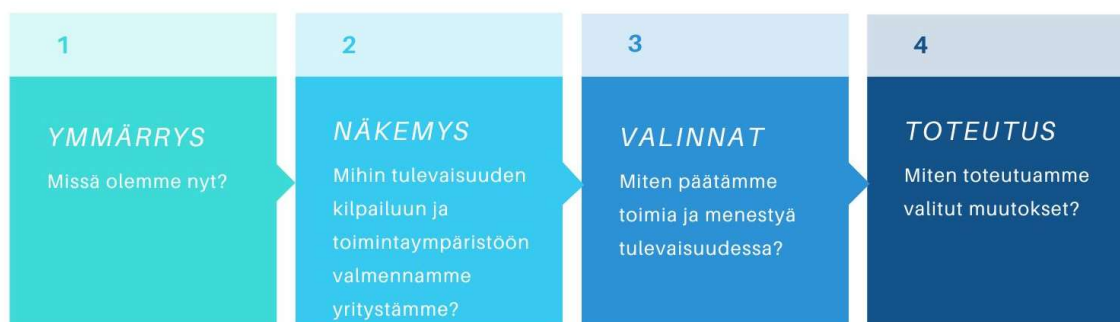 1
YMMÄRRYS
Missä olemme nyt?
2
NÄKEMYS
Mihin tulevaisuuden
kilpailuun ja
toimintaympäristöön
valmennamme
yritystämme?
3
VALINNAT
Miten päätämme
toimia ja menestyä
tulevaisuudessa?
4
TOTEUTUS
Miten toteutuamme
valitut muutokset?